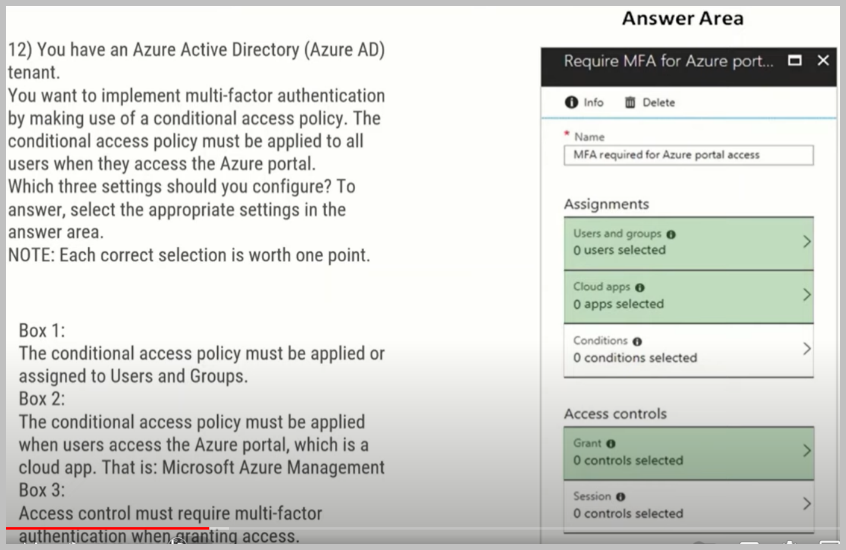 Answer Area
12) You have an Azure Active Directory (Azure AD)
tenant.
You want to implement multi-factor authentication
by making use of a conditional access policy. The
conditional access policy must be applied to all
users when they access the Azure portal.
Which three settings should you configure? To
answer, select the appropriate settings in the
answer area.
NOTE: Each correct selection is worth one point.
Box 1:
The conditional access policy must be applied or
assigned to Users and Groups.
Box 2:
The conditional access policy must be applied
when users access the Azure portal, which is a
cloud app. That is: Microsoft Azure Management
Box 3:
Access control must require multi-factor
authentication when granting access.
Require MFA for Azure port...
Info Delete
* Name
MFA required for Azure portal access
Assignments
Users and groups
0 users selected
Cloud apps
0 apps selected
Conditions
0 conditions selected
Access controls
Grant
0 controls selected
Session
0 controls selected